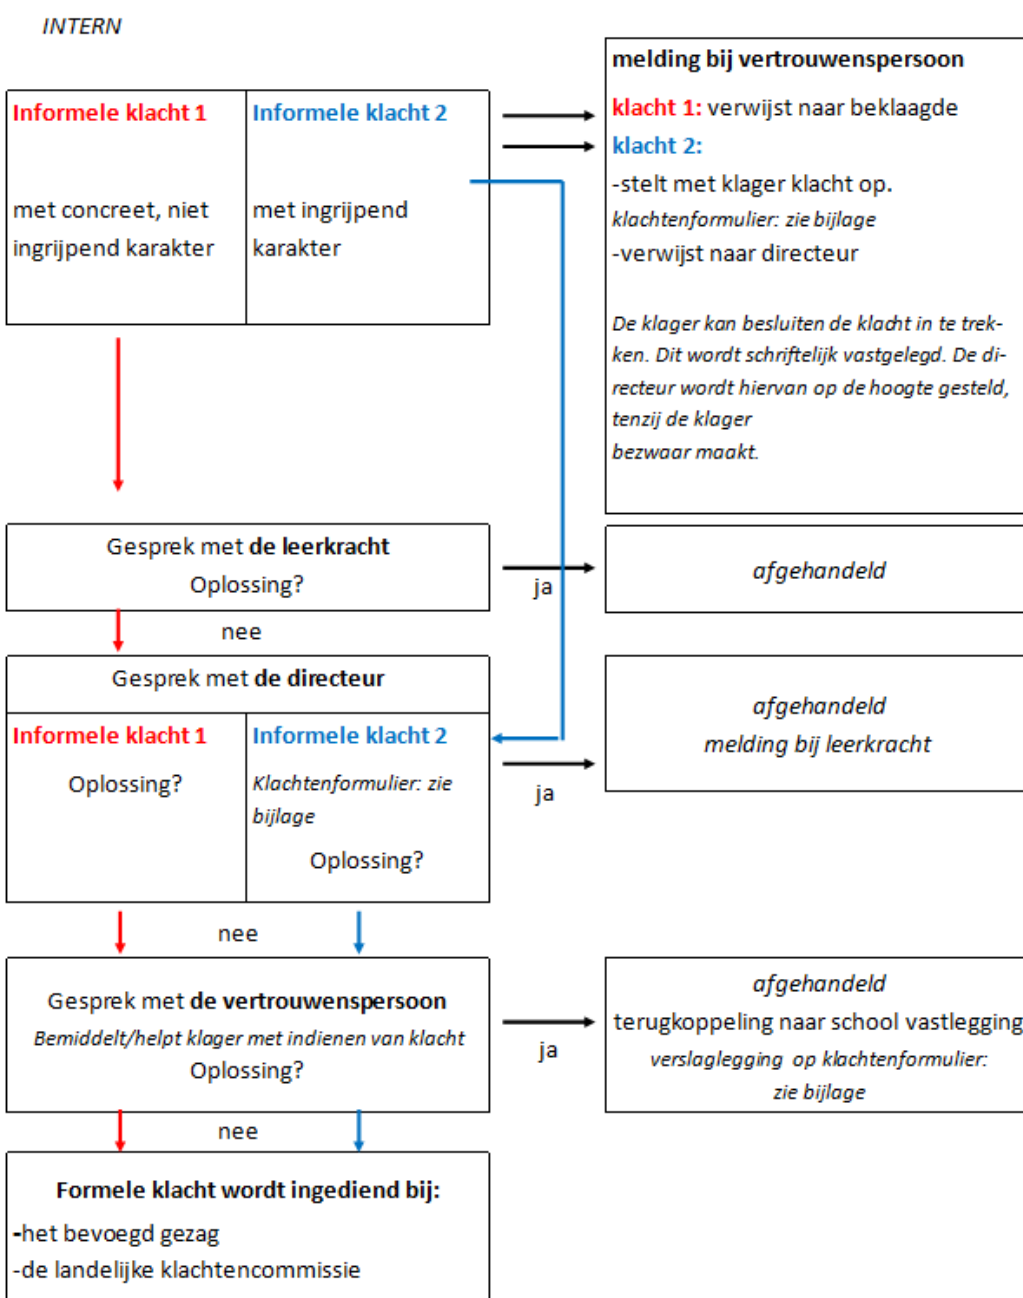 INTERN
Informele klacht 1
met concreet, niet
ingrijpend karakter
Informele klacht 2
met ingrijpend
karakter
melding bij vertrouwenspersoon
klacht 1: verwijst naar beklaagde
klacht 2:
-stelt met klager klacht op.
klachtenformulier: zie bijlage
-verwijst naar directeur
De klager kan besluiten de klacht in te trek-
ken. Dit wordt schriftelijk vastgelegd. De di-
recteur wordt hiervan op de hoogte gesteld,
tenzij de klager
bezwaar maakt.
Gesprek met de leerkracht
Oplossing?
ja
afgehandeld
nee
Gesprek met de directeur
Informele klacht 1
Oplossing?
Informele klacht 2
Klachtenformulier: zie
bijlage
Oplossing?
ja
afgehandeld
melding bij leerkracht
nee
Gesprek met de vertrouwenspersoon
Bemiddelt/helpt klager met indienen van klacht
Oplossing?
ja
afgehandeld
terugkoppeling naar school vastlegging
verslaglegging op klachtenformulier:
zie bijlage
nee
Formele klacht wordt ingediend bij:
-het bevoegd gezag
-de landelijke klachtencommissie